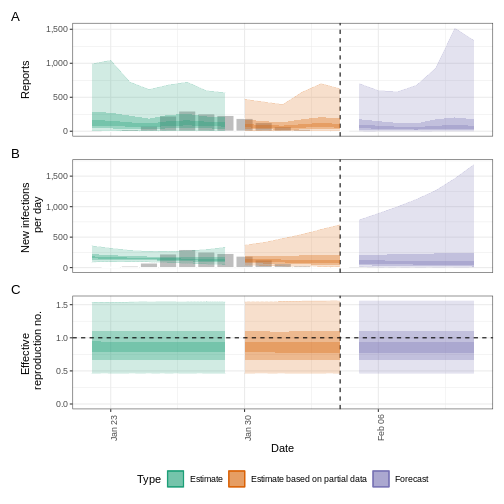 A
Reports
1,500
1,000
500
0
B
New infections
per day
1,500
1,000
500
0
C
Effective
reproduction no.
1.5
1.0
0.5
0.0
Jan 23
Jan 30
Feb 06
Date
Type Estimate Estimate based on partial data Forecast